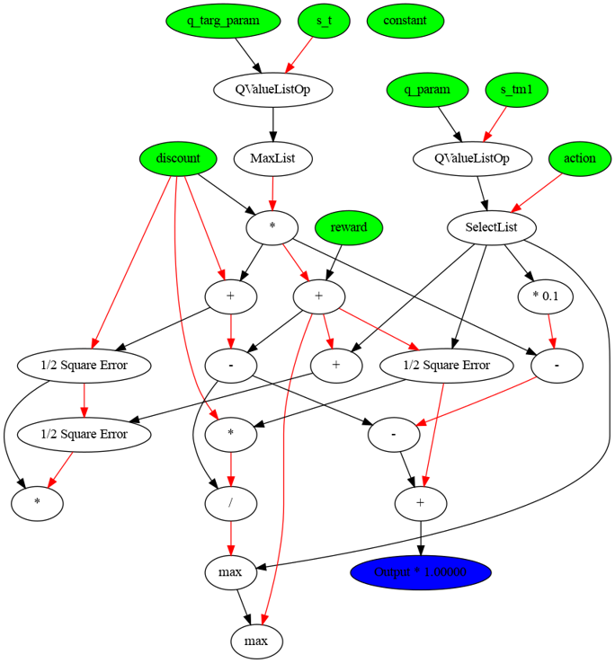 q_targ_param
s_t
constant
QValueListOp
q_param
s_tm1
discount
MaxList
QValueListOp
action
*
reward
SelectList
+
+
* 0.1
1/2 Square Error
-
+
1/2 Square Error
-
1/2 Square Error
*
-
*
/
+
max
Output * 1.00000
max